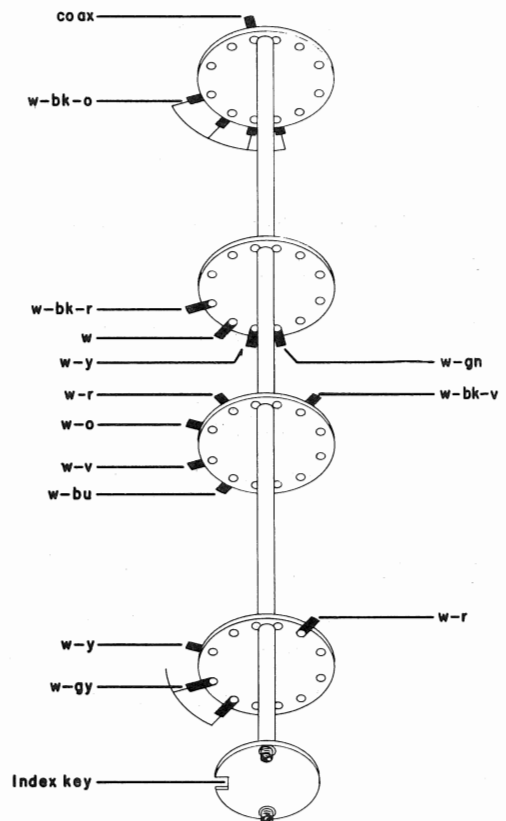 coax
w-bk-o
w-bk-r
w
w-y
w-gn
w-r
w-bk-v
w-o
w-v
w-bu
w-r
w-y
w-gy
Index key